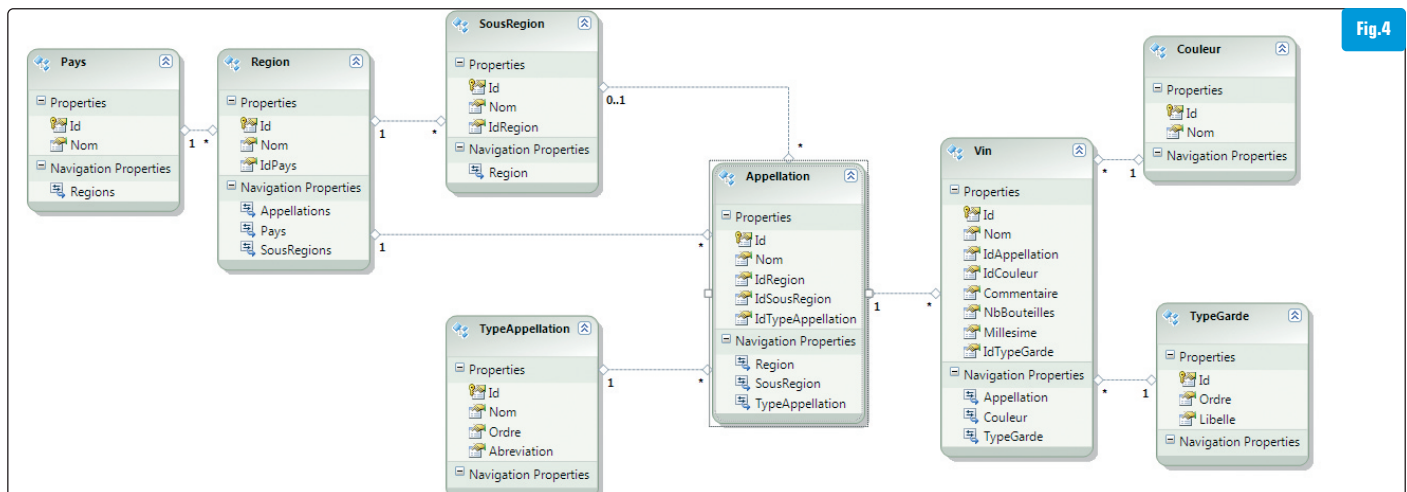 Fig.4
Pays
Properties
Id
Nom
Navigation Properties
Regions
1
*
Region
Properties
Id
Nom
IdPays
Navigation Properties
Appellations
Pays
SousRegions
1
*
1
*
SousRegion
Properties
Id
Nom
IdRegion
Navigation Properties
Region
0..1
*
TypeAppellation
Properties
Id
Nom
Ordre
Abreviation
Navigation Properties
1
*
Appellation
Properties
Id
Nom
IdRegion
IdSousRegion
IdTypeAppellation
Navigation Properties
Region
SousRegion
TypeAppellation
1
*
Vin
Properties
Id
Nom
IdAppellation
IdCouleur
Commentaire
NbBouteilles
Millesime
IdTypeGarde
Navigation Properties
Appellation
Couleur
TypeGarde
*
1
*
1
Couleur
Properties
Id
Nom
Navigation Properties
TypeGarde
Properties
Id
Ordre
Libelle
Navigation Properties